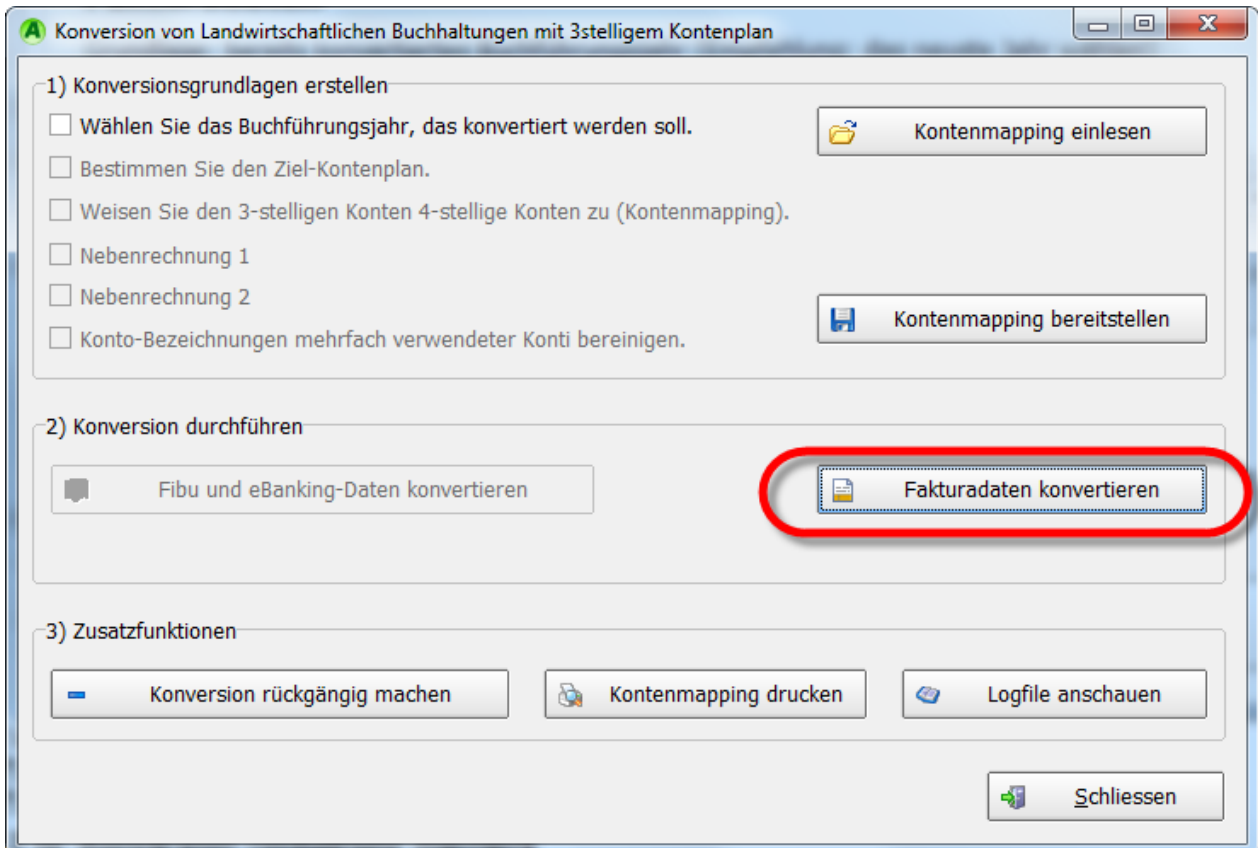 Konversion von Landwirtschaftlichen Buchhaltungen mit 3stelligem Kontenplan
1) Konversionsgrundlagen erstellen
Wählen Sie das Buchführungsjahr, das konvertiert werden soll.
Kontenmapping einlesen
Bestimmen Sie den Ziel-Kontenplan.
Weisen Sie den 3-stelligen Konten 4-stellige Konten zu (Kontenmapping).
Nebenrechnung 1
Nebenrechnung 2
Kontenmapping bereitstellen
Konto-Bezeichnungen mehrfach verwendeter Konti bereinigen.
2) Konversion durchführen
Fibu und eBanking-Daten konvertieren
Fakturadaten konvertieren
3) Zusatzfunktionen
Konversion rückgängig machen
Kontenmapping drucken
Logfile anschauen
Schliessen